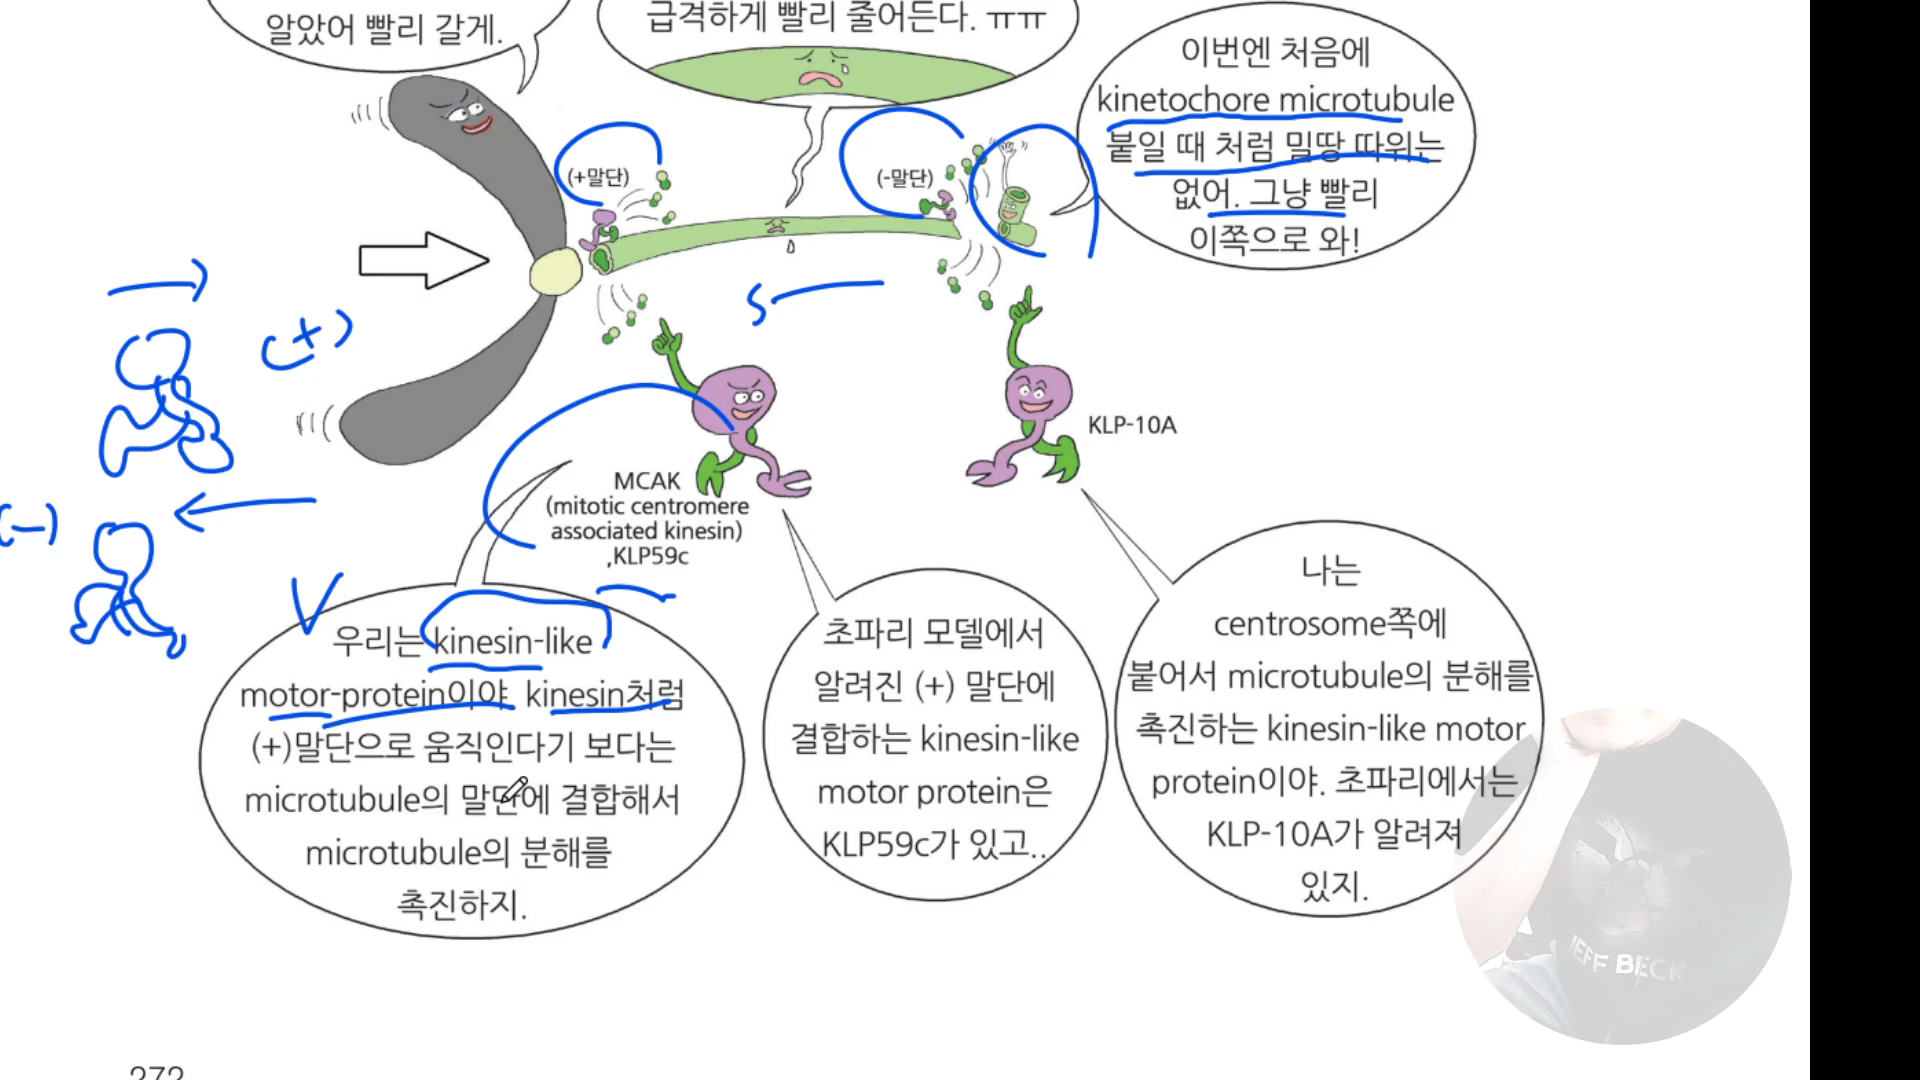 알았어 빨리 갈게.
급격하게 빨리 줄어든다. ㅠㅠ
이번엔 처음에
kinetochore microtubule
붙일 때 처럼 밀땅 따위는
없어. 그냥 빨리
이쪽으로 와!
(+말단)
(-말단)
(+)
(-)
MCAK
(mitotic centromere
associated kinesin)
,KLP59c
KLP-10A
우리는 kinesin-like
motor-protein이야. kinesin처럼
(+)말단으로 움직인다기 보다는
microtubule의 말단에 결합해서
microtubule의 분해를
촉진하지.
초파리 모델에서
알려진 (+) 말단에
결합하는 kinesin-like
motor protein은
KLP59c가 있고..
나는
centrosome쪽에
붙어서 microtubule의 분해를
촉진하는 kinesin-like motor
protein이야. 초파리에서는
KLP-10A가 알려져
있지.
JEFF BECK
272